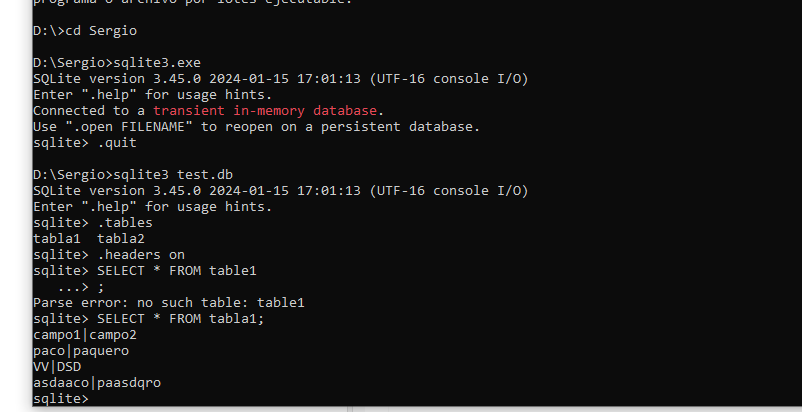 programa o archivo por lotes ejecutable.
D:\>cd Sergio
D:\Sergio>sqlite3.exe
SQLite version 3.45.0 2024-01-15 17:01:13 (UTF-16 console I/O)
Enter ".help" for usage hints.
Connected to a transient in-memory database.
Use ".open FILENAME" to reopen on a persistent database.
sqlite> .quit
D:\Sergio>sqlite3 test.db
SQLite version 3.45.0 2024-01-15 17:01:13 (UTF-16 console I/O)
Enter ".help" for usage hints.
sqlite> .tables
tabla1  tabla2
sqlite> .headers on
sqlite> SELECT * FROM table1
   ...> ;
Parse error: no such table: table1
sqlite> SELECT * FROM tabla1;
campo1|campo2
paco|paquero
VV|DSD
asdaaco|paasdqro
sqlite>